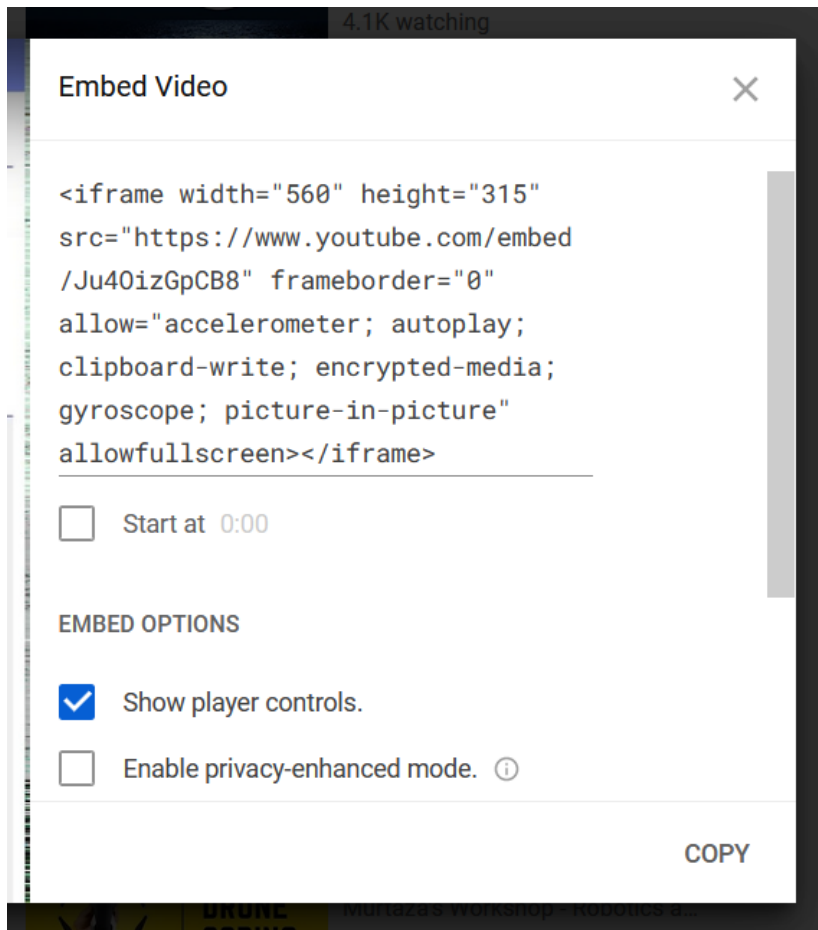 4.1K watching
Embed Video
<iframe width="560" height="315"
src="https://www.youtube.com/embed
/Ju4OizGpCB8" frameborder="0"
allow="accelerometer; autoplay;
clipboard-write; encrypted-media;
gyroscope; picture-in-picture"
allowfullscreen></iframe>
Start at 0:00
EMBED OPTIONS
Show player controls.
Enable privacy-enhanced mode.
COPY
DRONE
Murtaza's Workshop - Robotics a...